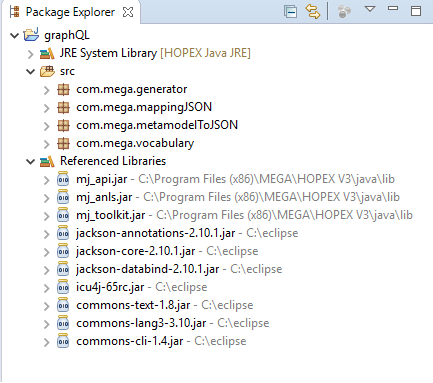 Package Explorer
graphQL
JRE System Library [HOPEX Java JRE]
src
com.mega.generator
com.mega.mappingJSON
com.mega.metamodelToJSON
com.mega.vocabulary
Referenced Libraries
mj_api.jar - C:\Program Files (x86)\MEGA\HOPEX V3\java\lib
mj_anls.jar - C:\Program Files (x86)\MEGA\HOPEX V3\java\lib
mj_toolkit.jar - C:\Program Files (x86)\MEGA\HOPEX V3\java\lib
jackson-annotations-2.10.1.jar - C:\eclipse
jackson-core-2.10.1.jar - C:\eclipse
jackson-databind-2.10.1.jar - C:\eclipse
icu4j-65rc.jar - C:\eclipse
commons-text-1.8.jar - C:\eclipse
commons-lang3-3.10.jar - C:\eclipse
commons-cli-1.4.jar - C:\eclipse